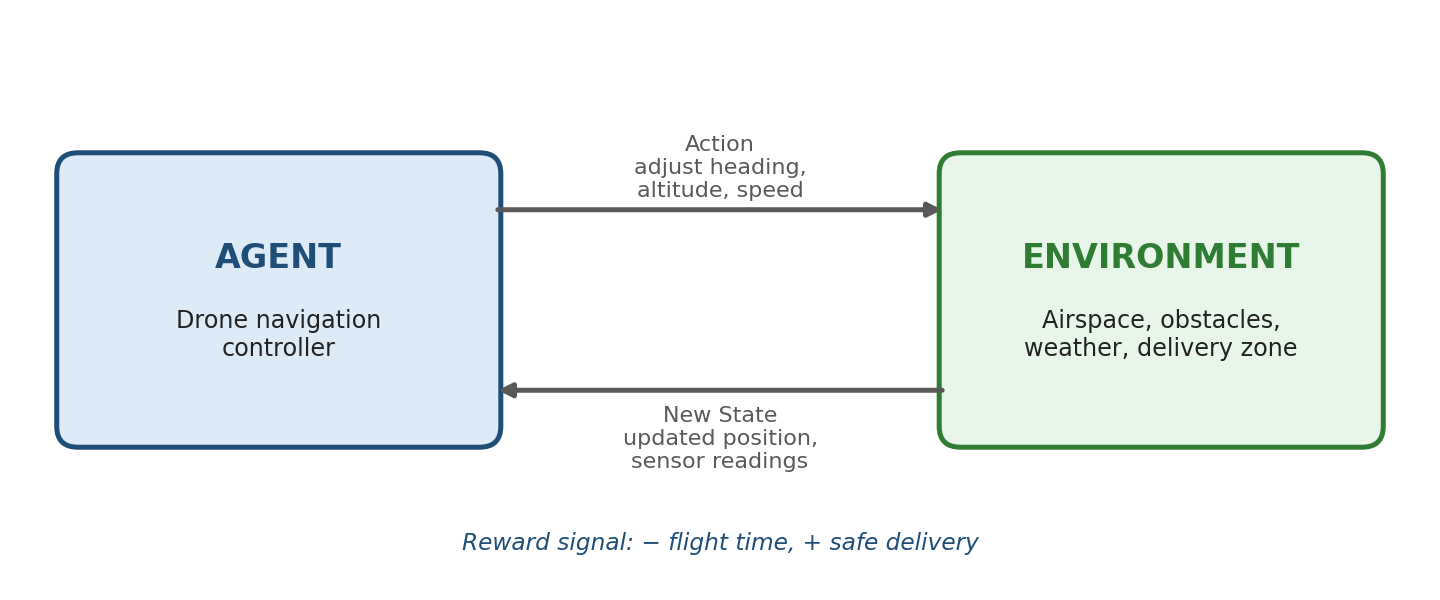 Action
adjust heading,
altitude, speed
AGENT
Drone navigation
controller
ENVIRONMENT
Airspace, obstacles,
weather, delivery zone
New State
updated position,
sensor readings
Reward signal: − flight time, + safe delivery